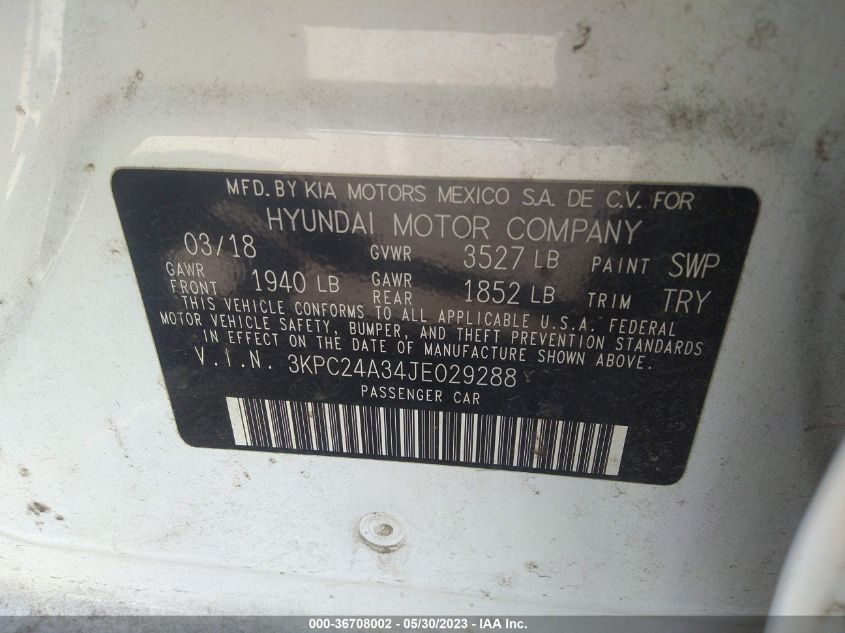 MFD. BY KIA MOTORS MEXICO S.A. DE C.V. FOR
HYUNDAI MOTOR COMPANY
03/18 GVWR 3527 LB PAINT SWP
GAWR FRONT 1940 LB GAWR REAR 1852 LB TRIM TRY
THIS VEHICLE CONFORMS TO ALL APPLICABLE U.S.A. FEDERAL
MOTOR VEHICLE SAFETY, BUMPER, AND THEFT PREVENTION STANDARDS
IN EFFECT ON THE DATE OF MANUFACTURE SHOWN ABOVE.
V.I.N. 3KPC24A34JE029288
PASSENGER CAR
000-36708002 - 05/30/2023 - IAA Inc.